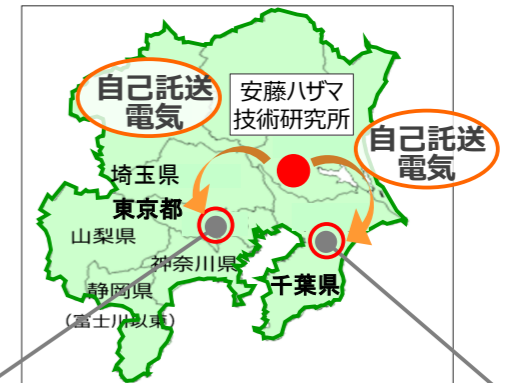 自己託送
電気
安藤ハザマ
技術研究所
自己託送
電気
埼玉県
東京都
山梨県
神奈川県
千葉県
静岡県
（富士川以東）